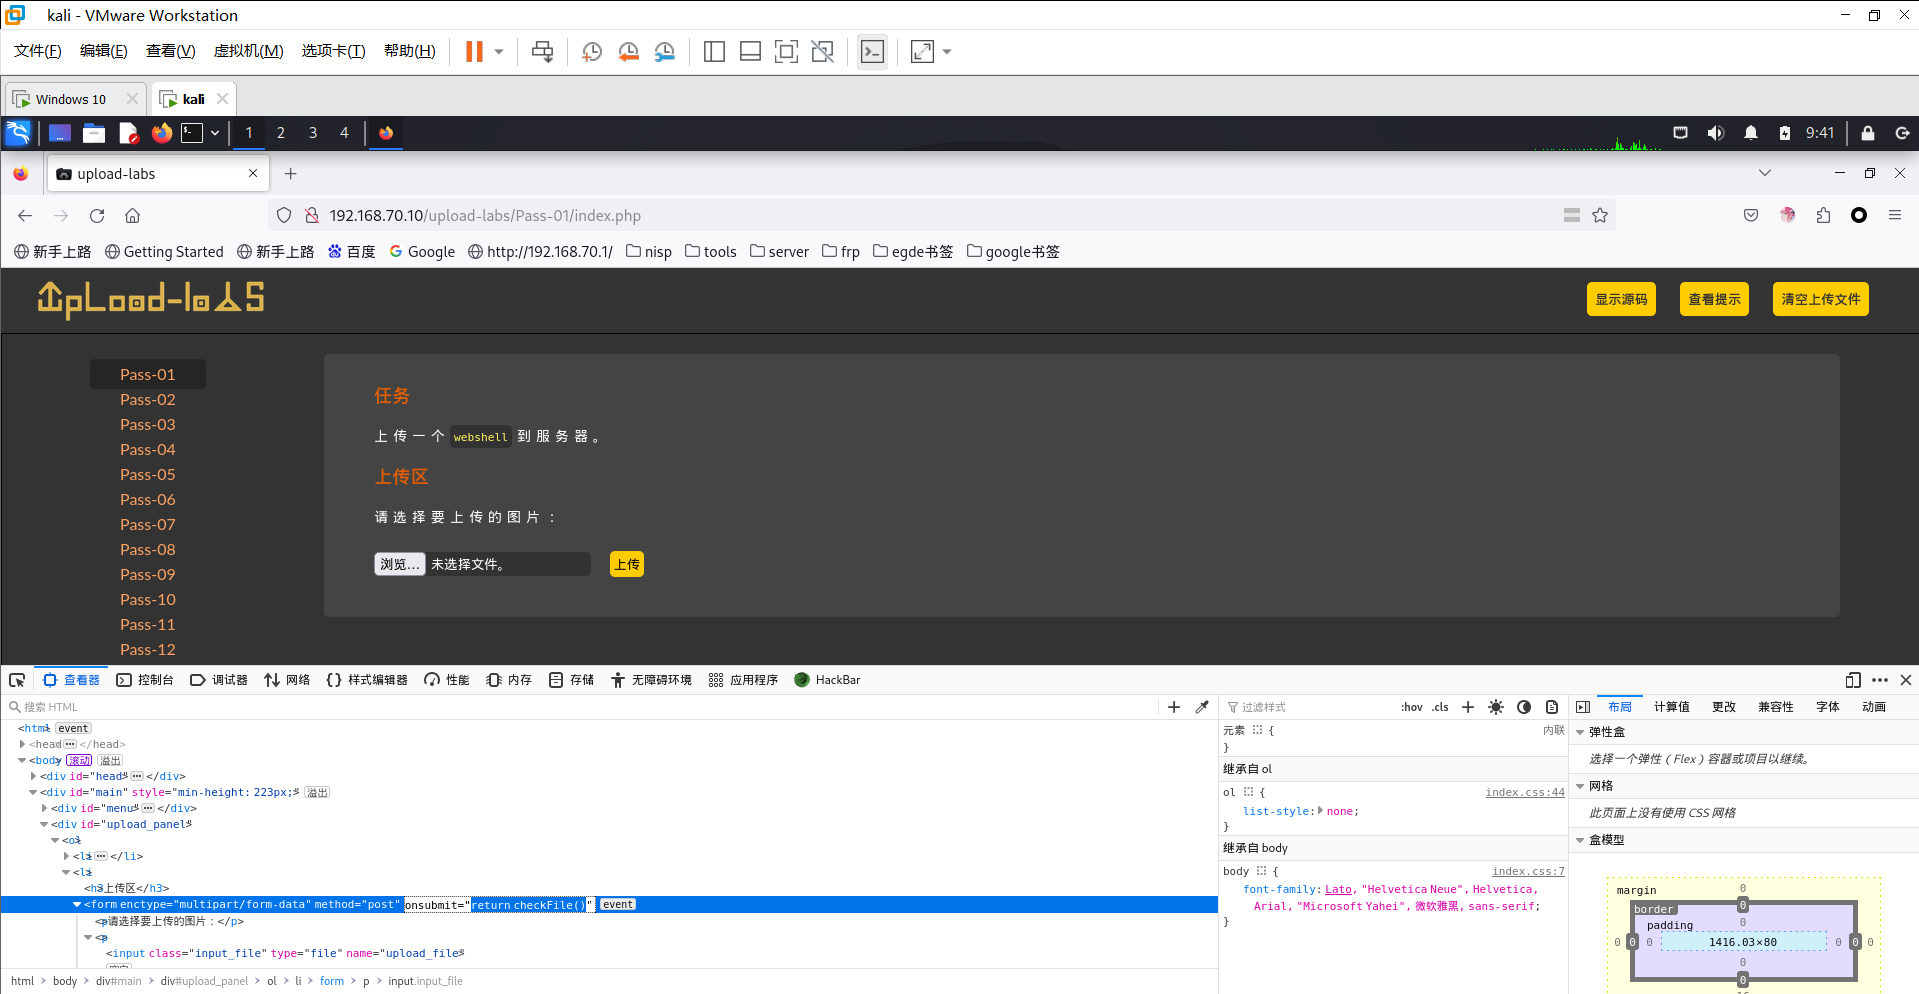 kali - VMware Workstation
文件(F) 编辑(E) 查看(V) 虚拟机(M) 选项卡(T) 帮助(H)
Windows 10 kali
1 2 3 4 9:41
upload-labs
192.168.70.10/upload-labs/Pass-01/index.php
新手上路 Getting Started 新手上路 百度 Google http://192.168.70.1/ nisp tools server frp egde书签 google书签
UpLoad-labS 显示源码 查看提示 清空上传文件
Pass-01
Pass-02
Pass-03
Pass-04
Pass-05
Pass-06
Pass-07
Pass-08
Pass-09
Pass-10
Pass-11
Pass-12
任务
上传一个 webshell 到服务器。
上传区
请选择要上传的图片：
浏览... 未选择文件。 上传
查看器 控制台 调试器 网络 {} 样式编辑器 性能 内存 存储 无障碍环境 应用程序 HackBar
搜索 HTML
<html> event
<head> ··· </head>
<body> 滚动 溢出
<div id="head"> ··· </div>
<div id="main" style="min-height: 223px;"> 溢出
<div id="menu"> ··· </div>
<div id="upload_panel">
<ol>
<li> ··· </li>
<li>
<h3>上传区</h3>
<form enctype="multipart/form-data" method="post" onsubmit="return checkFile()" event
<p>请选择要上传的图片：</p>
<p>
<input class="input_file" type="file" name="upload_file">
html > body > div#main > div#upload_panel > ol > li > form > p > input.input_file
过滤样式 :hov .cls
元素 { 内联
}
继承自 ol
ol { index.css:44
list-style: none;
}
继承自 body
body { index.css:7
font-family: Lato, "Helvetica Neue", Helvetica,
Arial, "Microsoft Yahei", 微软雅黑, sans-serif;
}
布局 计算值 更改 兼容性 字体 动画
弹性盒
选择一个弹性（Flex）容器或项目以继续。
网格
此页面上没有使用 CSS 网格
盒模型
margin 0
border 0
padding 0
0 0 0 1416.03×80 0 0 0
0
0